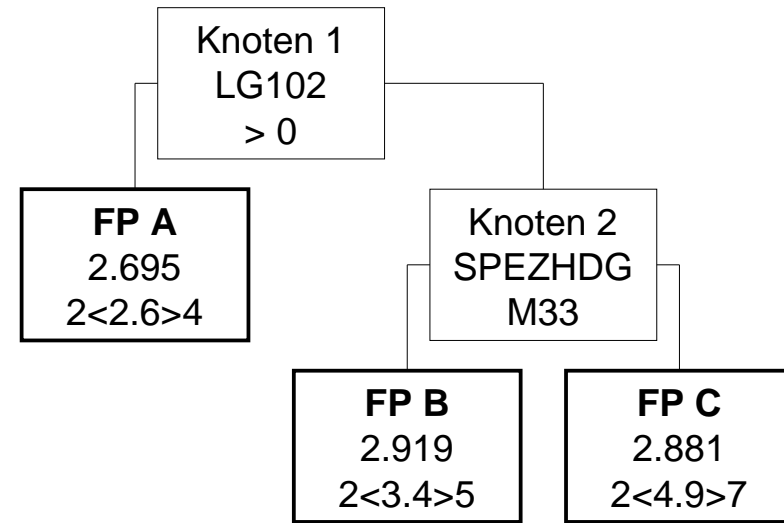 Knoten 1
LG102
> 0
FP A
2.695
2<2.6>4
Knoten 2
SPEZHDG
M33
FP B
2.919
2<3.4>5
FP C
2.881
2<4.9>7